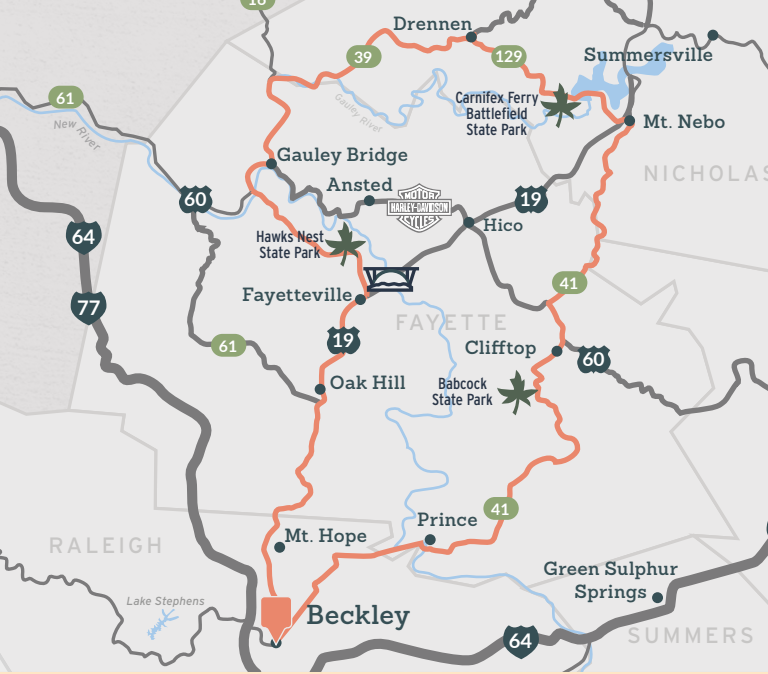 16
Drennen
39
129
Summersville
61
New River
Gauley River
Carnifex Ferry
Battlefield
State Park
Mt. Nebo
Gauley Bridge
NICHOLAS
Ansted
60
MOTOR
HARLEY-DAVIDSON
CYCLES
19
64
Hawks Nest
State Park
Hico
77
Fayetteville
41
FAYETTE
19
61
Clifftop
60
Oak Hill
Babcock
State Park
41
Prince
Mt. Hope
RALEIGH
Green Sulphur
Springs
Lake Stephens
Beckley
64
SUMMERS